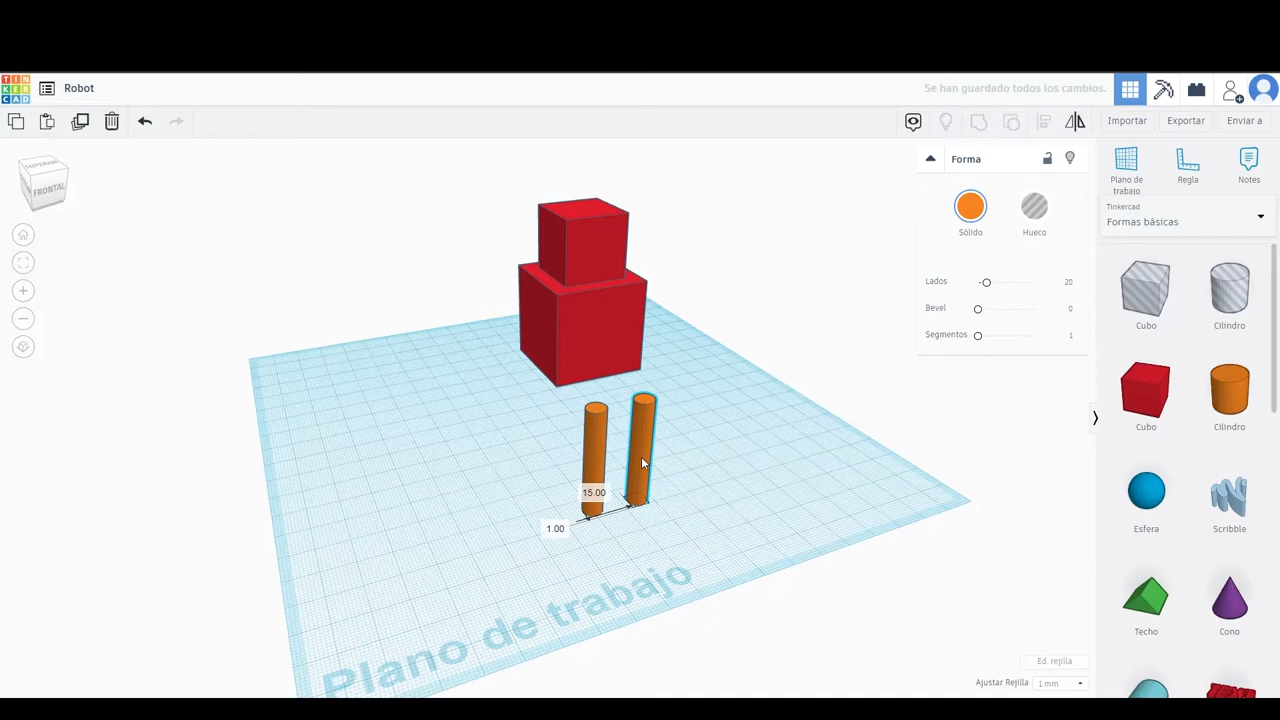 TIN
KER
CAD
Robot
Se han guardado todos los cambios.
Importar
Exportar
Enviar a
SUPERIOR
FRONTAL
Forma
Sólido
Hueco
Lados
20
Bevel
0
Segmentos
1
Plano de
trabajo
Regla
Notes
Tinkercad
Formas básicas
Cubo
Cilindro
Cubo
Cilindro
Esfera
Scribble
Techo
Cono
15.00
1.00
Plano de trabajo
Ed. rejilla
Ajustar Rejilla
1 mm